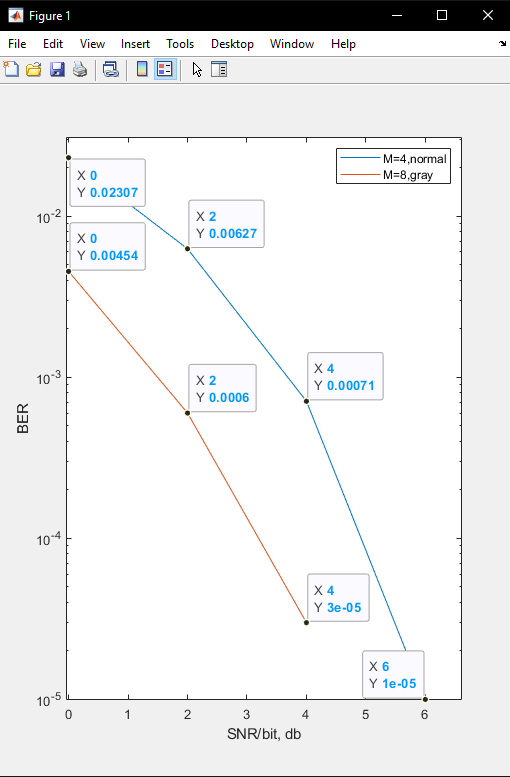 Figure 1
File Edit View Insert Tools Desktop Window Help
M=4,normal
M=8,gray
X 0
Y 0.02307
X 0
Y 0.00454
X 2
Y 0.00627
X 2
Y 0.0006
X 4
Y 0.00071
X 4
Y 3e-05
X 6
Y 1e-05
10-2
10-3
10-4
10-5
BER
0 1 2 3 4 5 6
SNR/bit, db